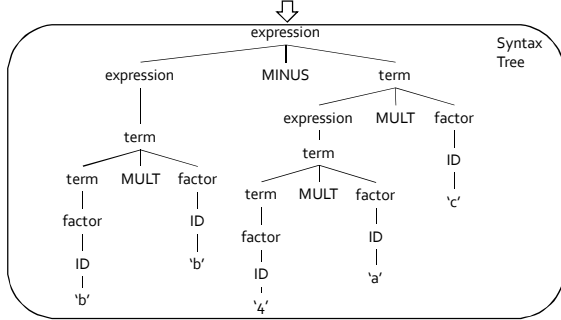 expression
Syntax
Tree
expression MINUS term
expression MULT factor
term term ID
term MULT factor term MULT factor 'c'
factor ID factor ID
ID 'b' ID 'a'
'b' '4'